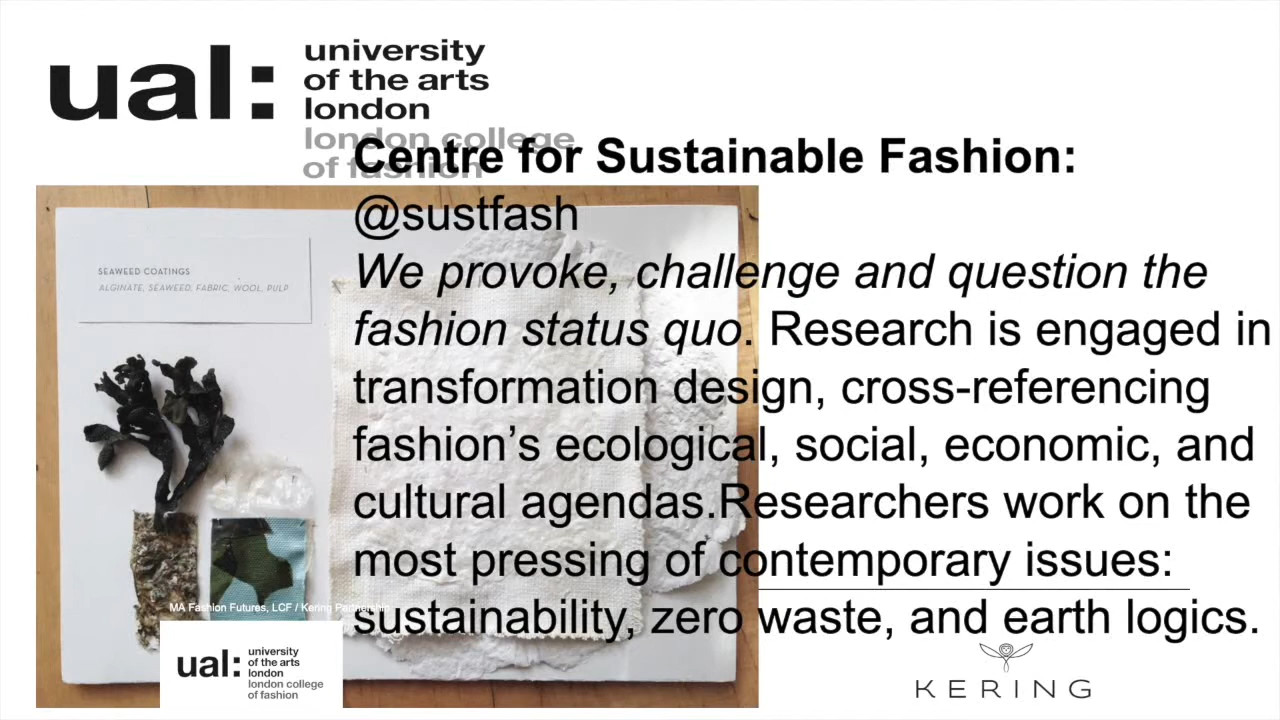 ual:
university
of the arts
london
london college
of fashion
Centre for Sustainable Fashion:
@sustfash
We provoke, challenge and question the
fashion status quo. Research is engaged in
transformation design, cross-referencing
fashion’s ecological, social, economic, and
cultural agendas.Researchers work on the
most pressing of contemporary issues:
sustainability, zero waste, and earth logics.
SEAWEED COATINGS
ALGINATE, SEAWEED, FABRIC, WOOL, PULP
MA Fashion Futures, LCF / Kering Partnership
ual:
university
of the arts
london
london college
of fashion
KERING